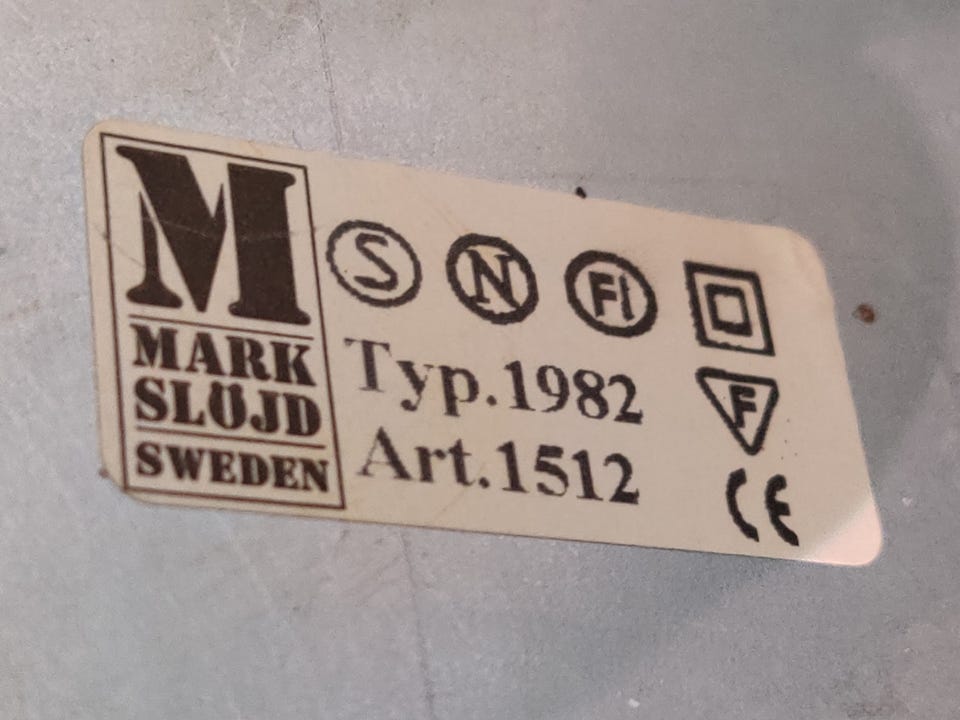 M
MARK
SLÖJD
SWEDEN
S N FI
Typ.1982
Art.1512
F
CE